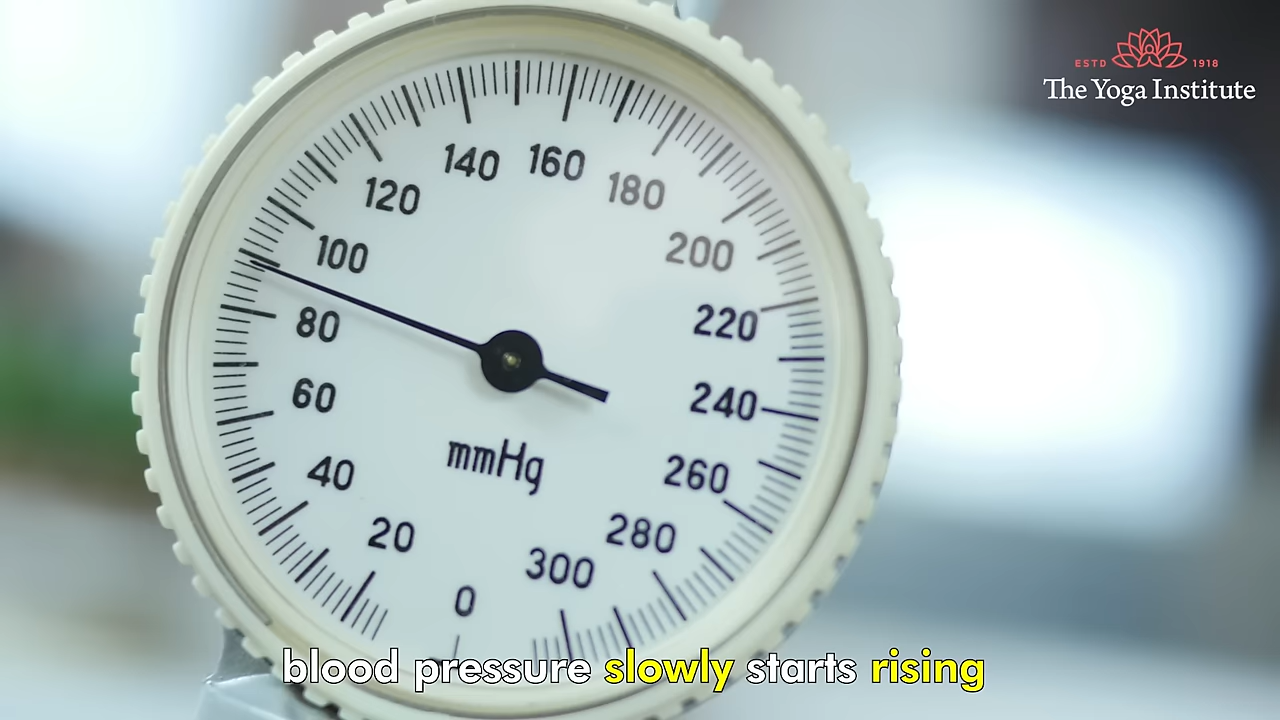 ESTD 1918
The Yoga Institute
140 160
120 180
100 200
80 220
60 240
mmHg
40 260
20 280
0 300
blood pressure slowly starts rising